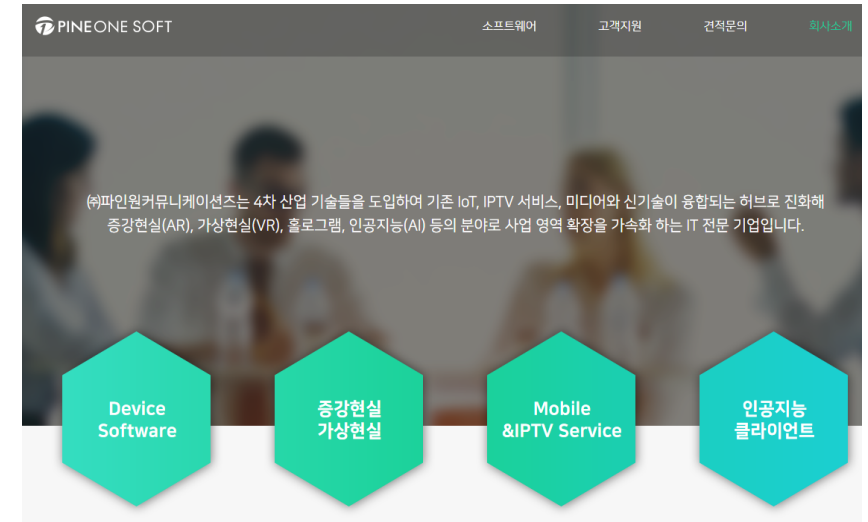 PINEONE SOFT
소프트웨어 고객지원 견적문의 회사소개
㈜파인원커뮤니케이션즈는 4차 산업 기술들을 도입하여 기존 IoT, IPTV 서비스, 미디어와 신기술이 융합되는 허브로 진화해
증강현실(AR), 가상현실(VR), 홀로그램, 인공지능(AI) 등의 분야로 사업 영역 확장을 가속화 하는 IT 전문 기업입니다.
Device
Software
증강현실
가상현실
Mobile
&IPTV Service
인공지능
클라이언트